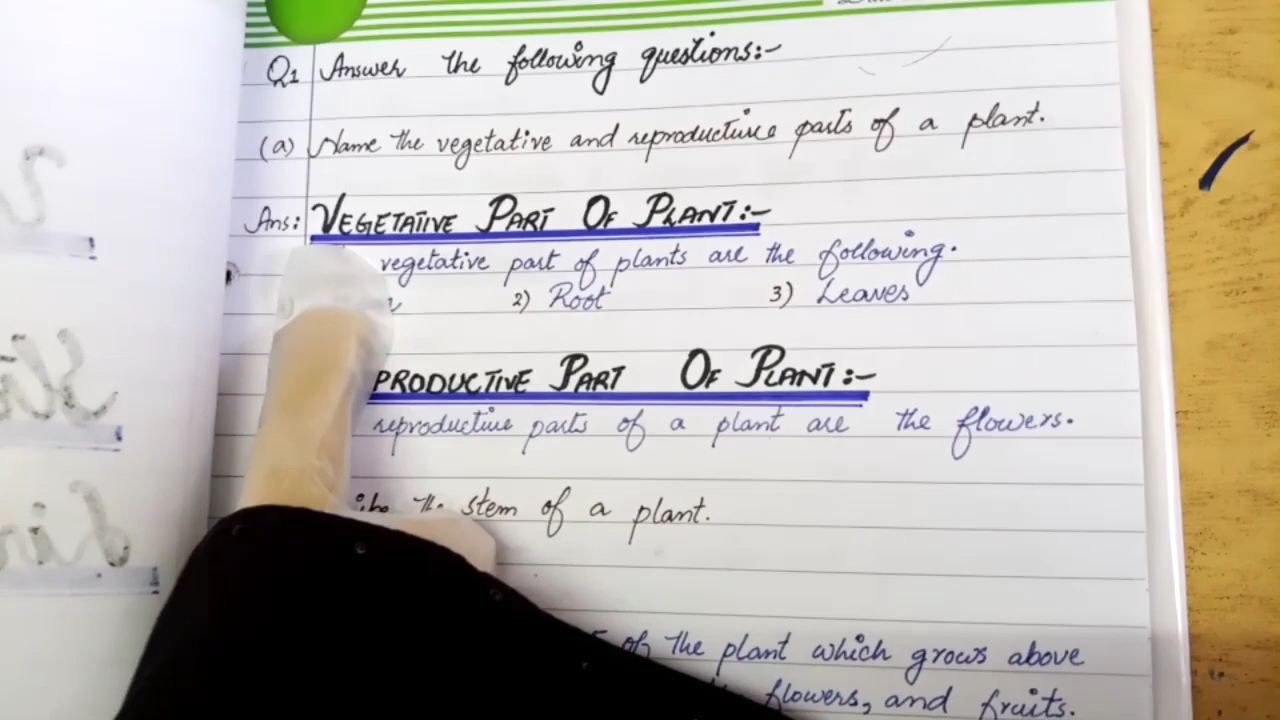 Q1 Answer the following questions:-
(a) Name the vegetative and reproductive parts of a plant.
Ans: VEGETATIVE PART OF PLANT:-
vegetative part of plants are the following.
2) Root 3) Leaves
PRODUCTIVE PART OF PLANT:-
reproductive parts of a plant are the flowers.
the stem of a plant.
of the plant which grows above
flowers, and fruits.